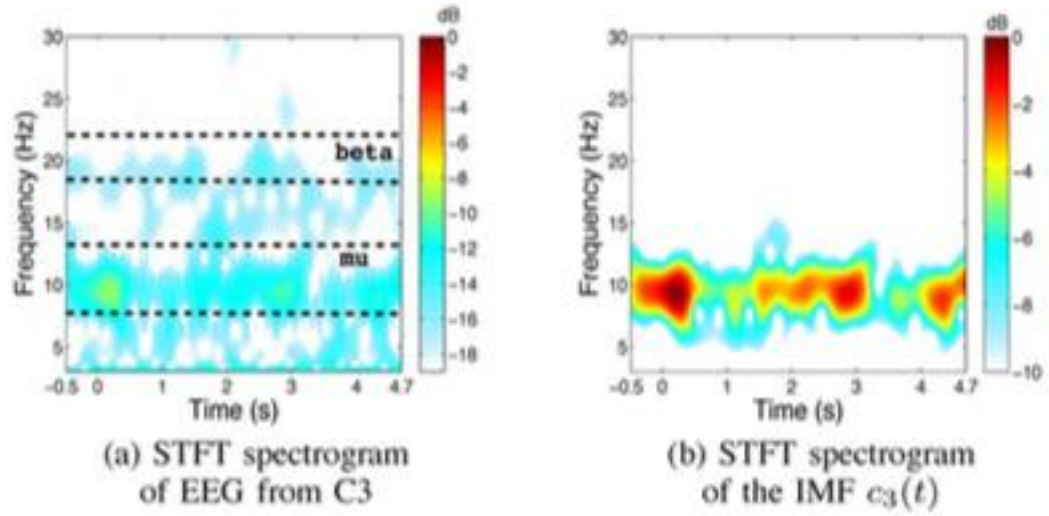 dB
30
25
20
15
10
5
Frequency (Hz)
beta
mu
0
-2
-4
-6
-8
-10
-12
-14
-16
-18
-0.5 0 1 2 3 4.7
Time (s)
(a) STFT spectrogram
of EEG from C3
dB
30
25
20
15
10
5
Frequency (Hz)
0
-2
-4
-6
-8
-10
-0.5 0 1 2 3 4.7
Time (s)
(b) STFT spectrogram
of the IMF c₃(t)